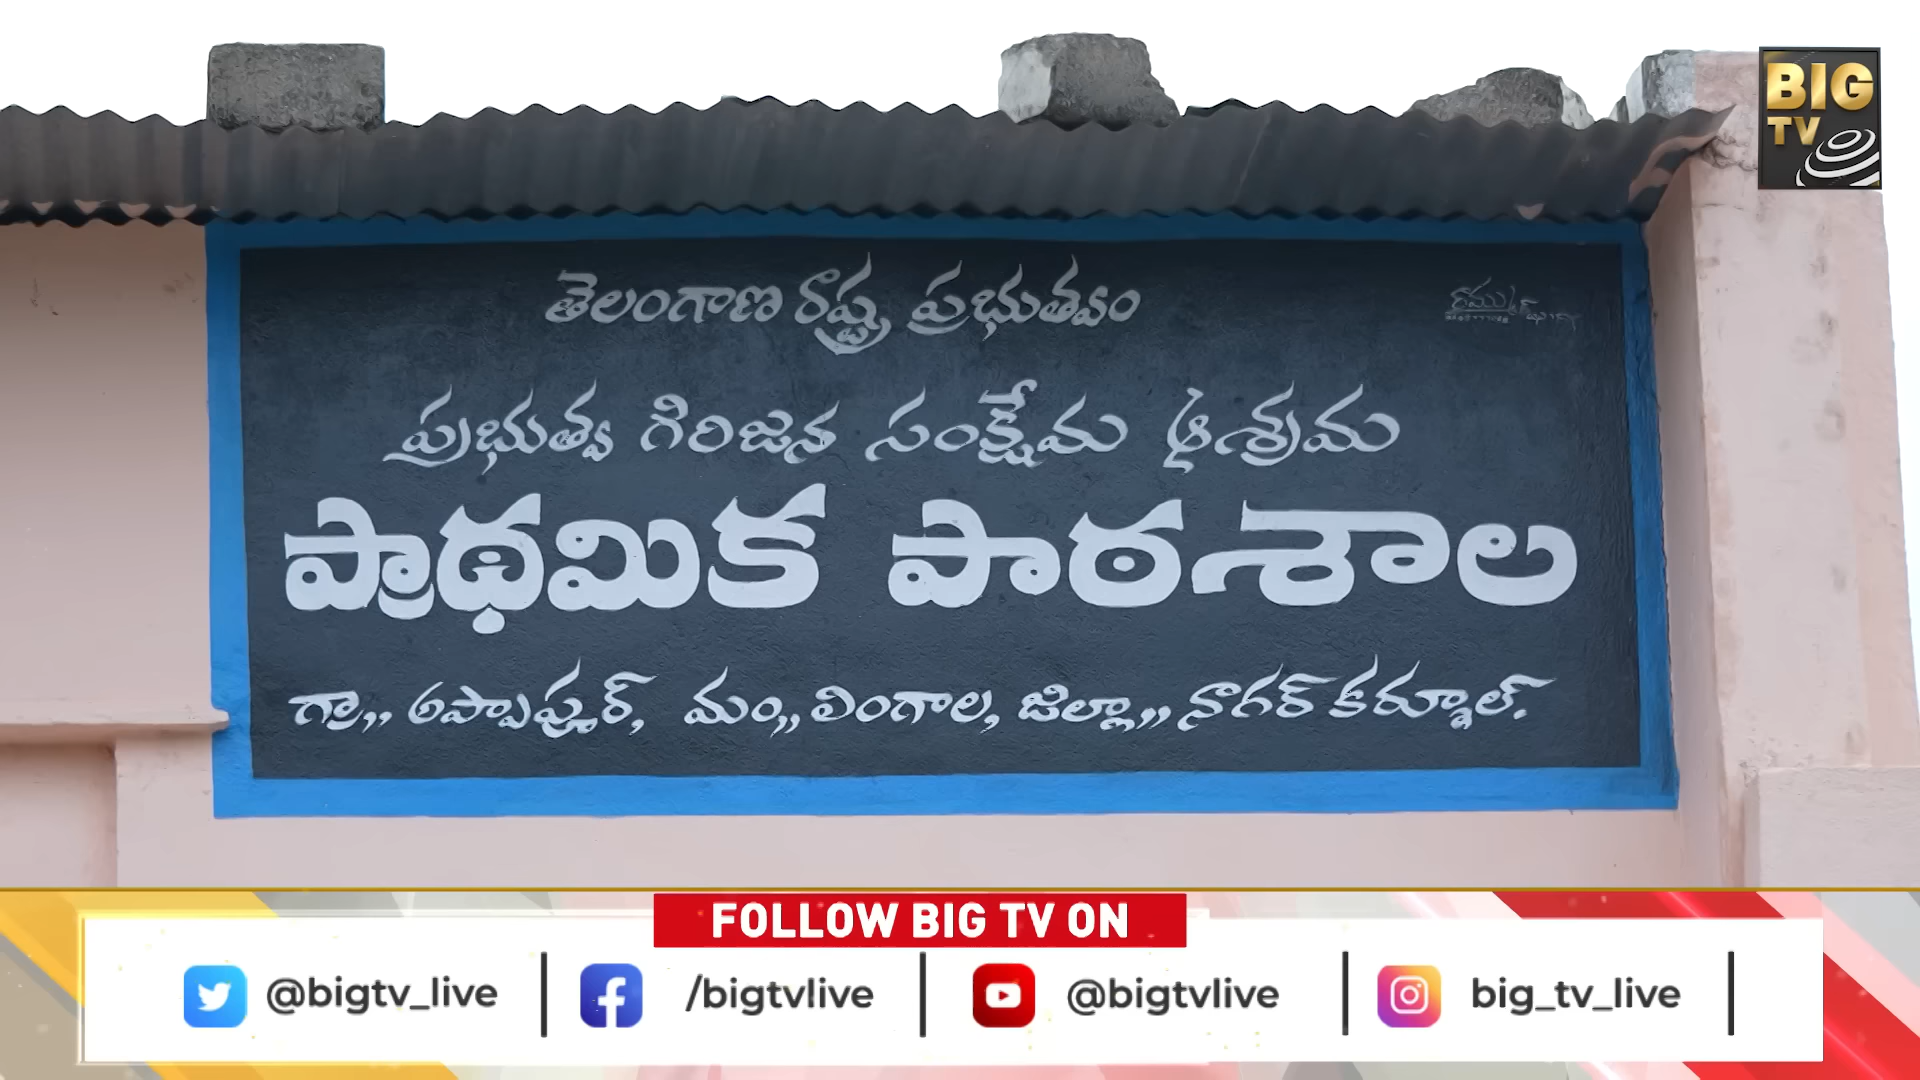 BIG
TV
తెలంగాణ రాష్ట్ర ప్రభుత్వం
రాము
ప్రభుత్వ గిరిజన సంక్షేమ ఆశ్రమ
ప్రాథమిక పాఠశాల
గ్రా,, అప్పాపూర్, మం,, లింగాల, జిల్లా,, నాగర్ కర్నూల్.
FOLLOW BIG TV ON
@bigtv_live /bigtvlive @bigtvlive big_tv_live